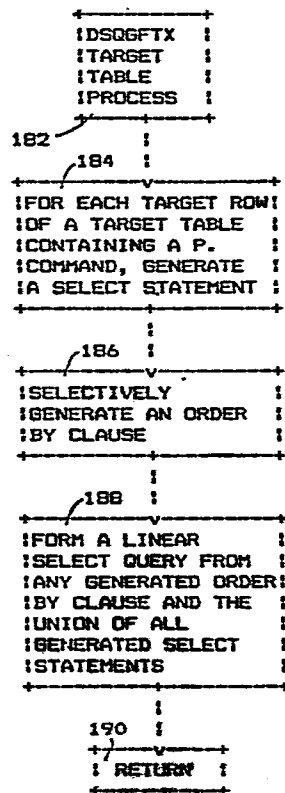 DSQGFTX
TARGET
TABLE
PROCESS
182
184
FOR EACH TARGET ROW
OF A TARGET TABLE
CONTAINING A P.
COMMAND, GENERATE
A SELECT STATEMENT
186
SELECTIVELY
GENERATE AN ORDER
BY CLAUSE
188
FORM A LINEAR
SELECT QUERY FROM
ANY GENERATED ORDER
BY CLAUSE AND THE
UNION OF ALL
GENERATED SELECT
STATEMENTS
190
RETURN